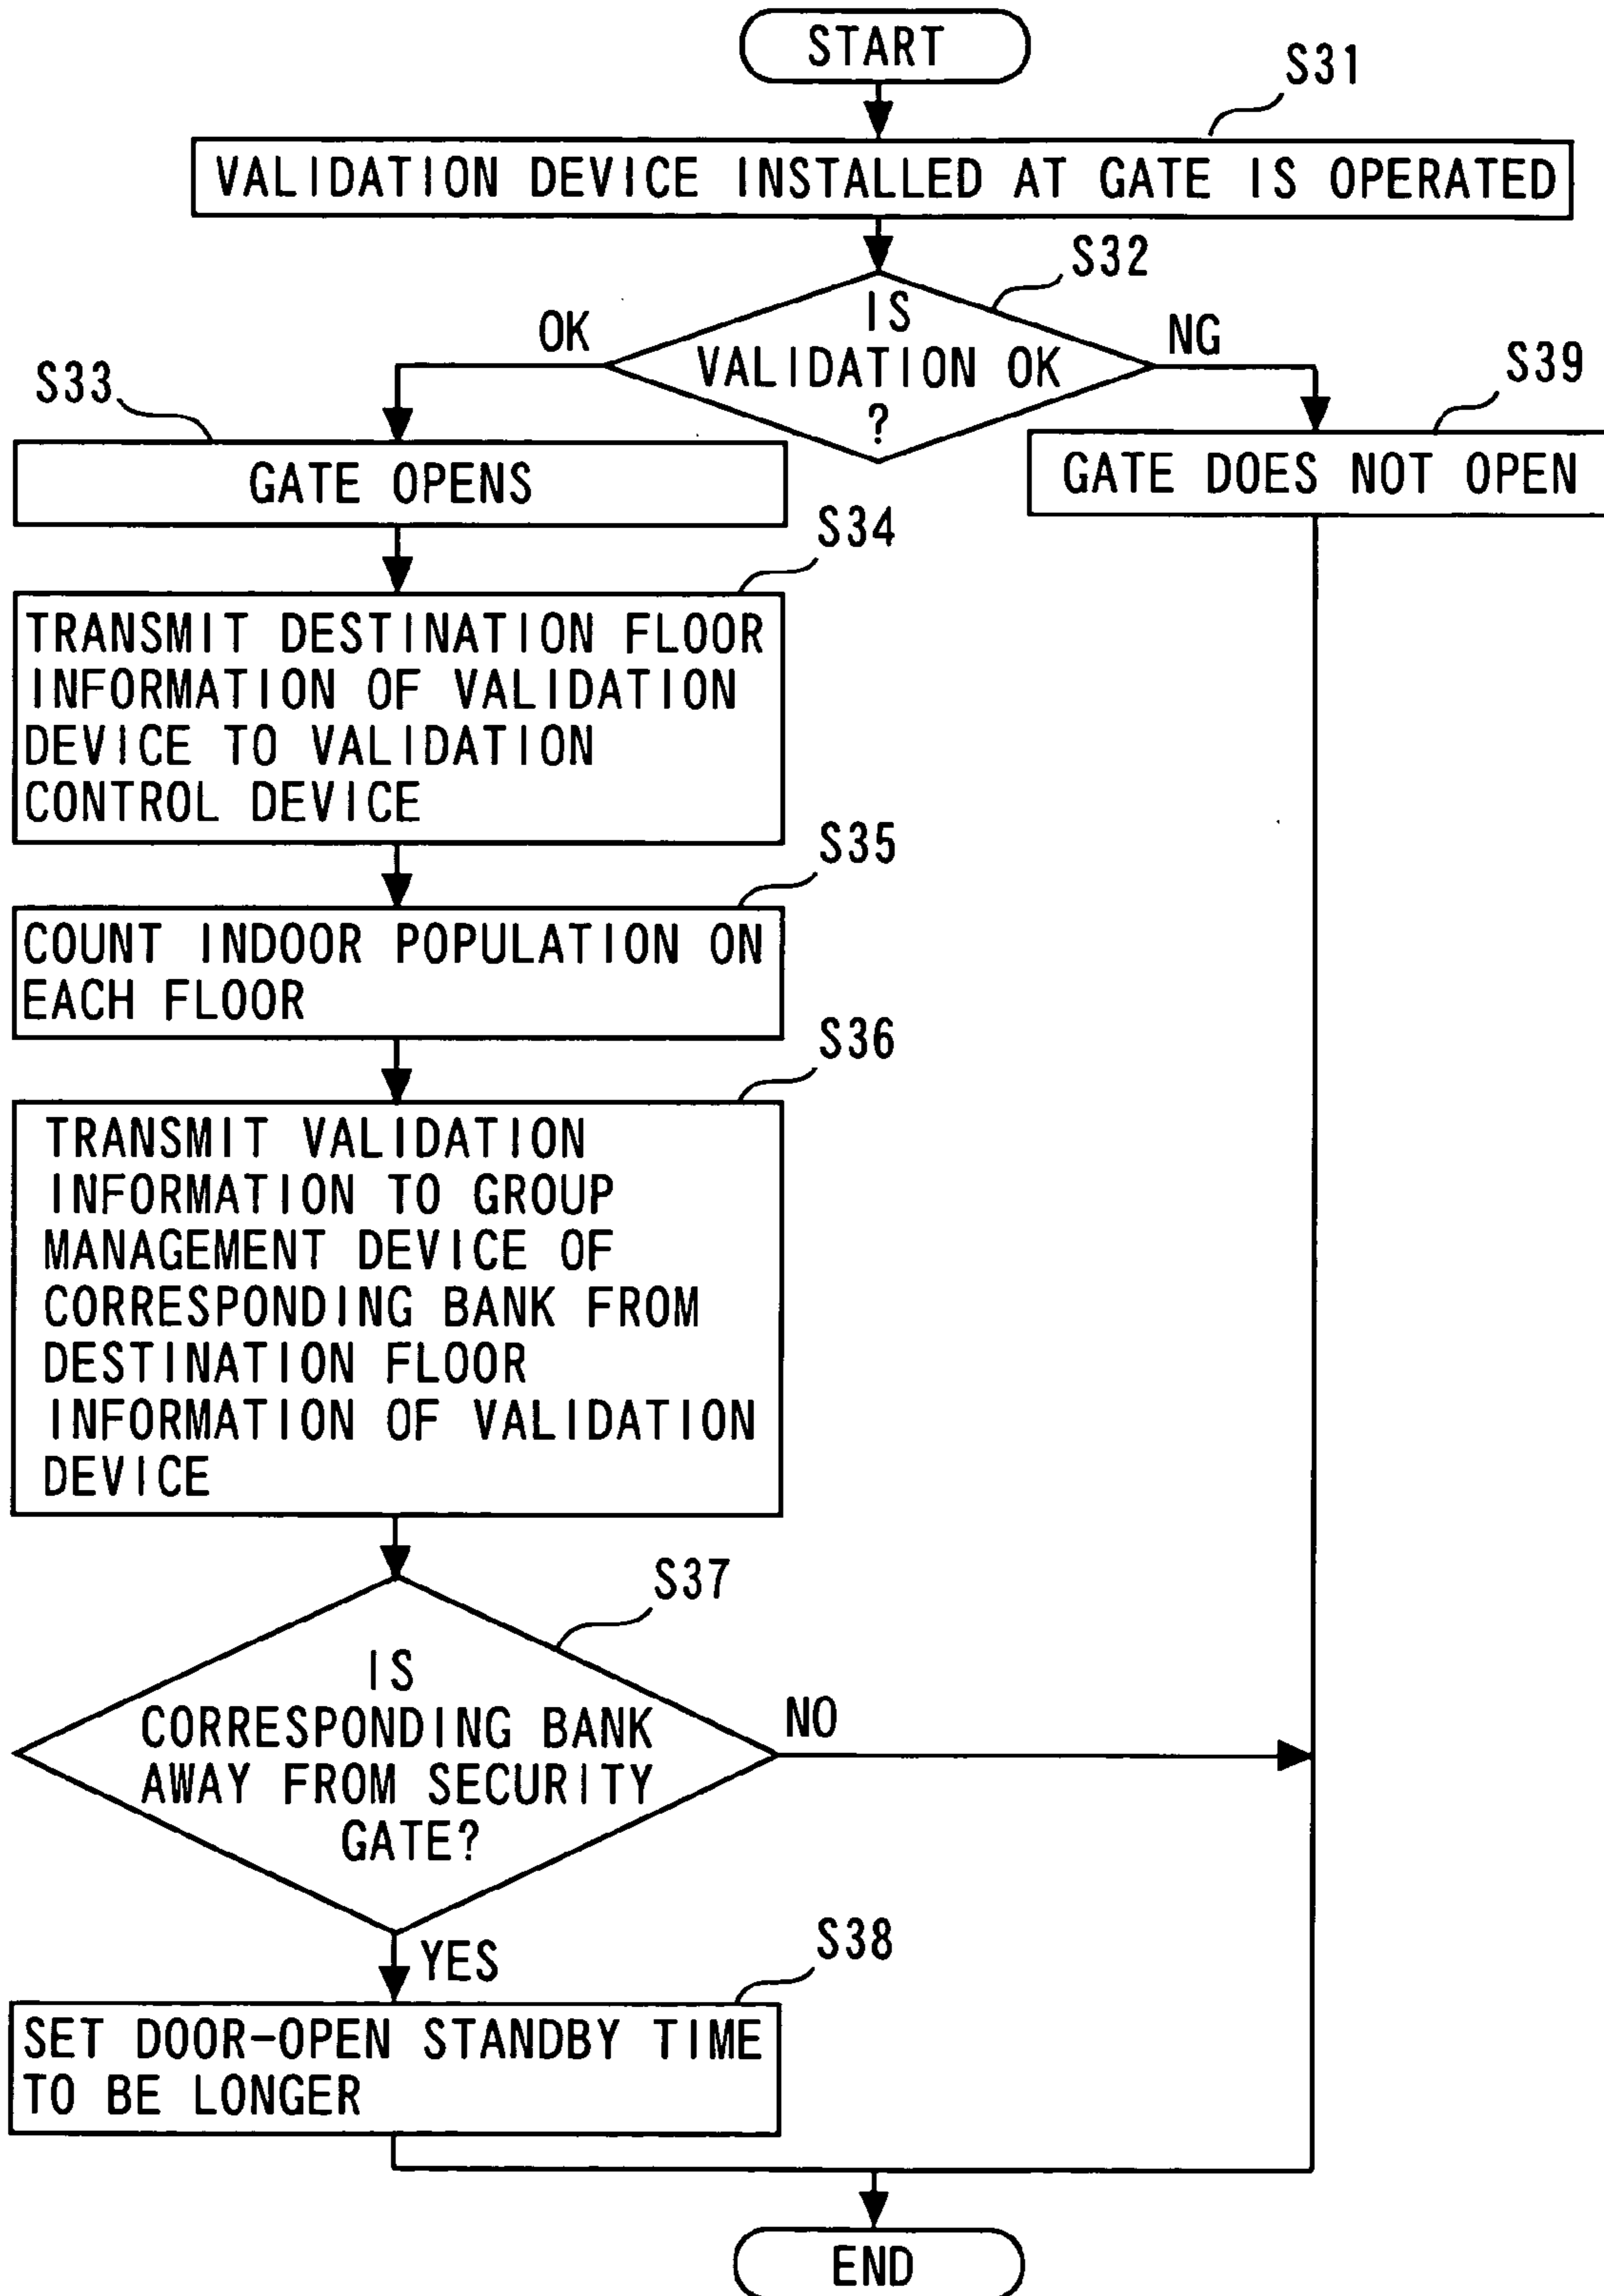 START
S31
VALIDATION DEVICE INSTALLED AT GATE IS OPERATED
S32
OK
IS
VALIDATION OK
?
NG
S33
S39
GATE OPENS
GATE DOES NOT OPEN
S34
TRANSMIT DESTINATION FLOOR
INFORMATION OF VALIDATION
DEVICE TO VALIDATION
CONTROL DEVICE
S35
COUNT INDOOR POPULATION ON
EACH FLOOR
S36
TRANSMIT VALIDATION
INFORMATION TO GROUP
MANAGEMENT DEVICE OF
CORRESPONDING BANK FROM
DESTINATION FLOOR
INFORMATION OF VALIDATION
DEVICE
S37
IS
CORRESPONDING BANK
AWAY FROM SECURITY
GATE?
NO
YES
S38
SET DOOR-OPEN STANDBY TIME
TO BE LONGER
END